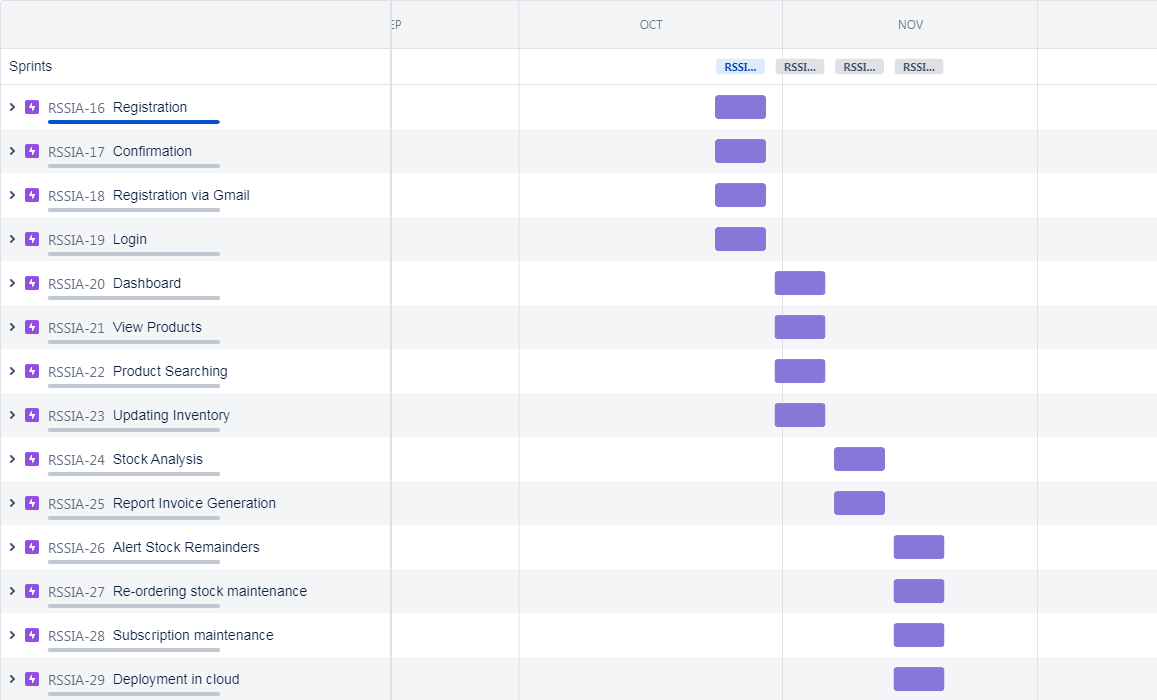 OCT NOV
Sprints RSSI... RSSI... RSSI... RSSI...
RSSIA-16 Registration
RSSIA-17 Confirmation
RSSIA-18 Registration via Gmail
RSSIA-19 Login
RSSIA-20 Dashboard
RSSIA-21 View Products
RSSIA-22 Product Searching
RSSIA-23 Updating Inventory
RSSIA-24 Stock Analysis
RSSIA-25 Report Invoice Generation
RSSIA-26 Alert Stock Remainders
RSSIA-27 Re-ordering stock maintenance
RSSIA-28 Subscription maintenance
RSSIA-29 Deployment in cloud